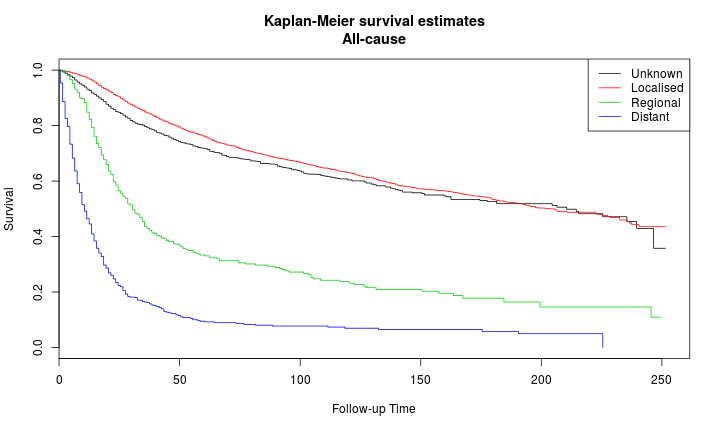 Kaplan-Meier survival estimates
All-cause
Unknown
Localised
Regional
Distant
Survival
1.0
0.8
0.6
0.4
0.2
0.0
0 50 100 150 200 250
Follow-up Time